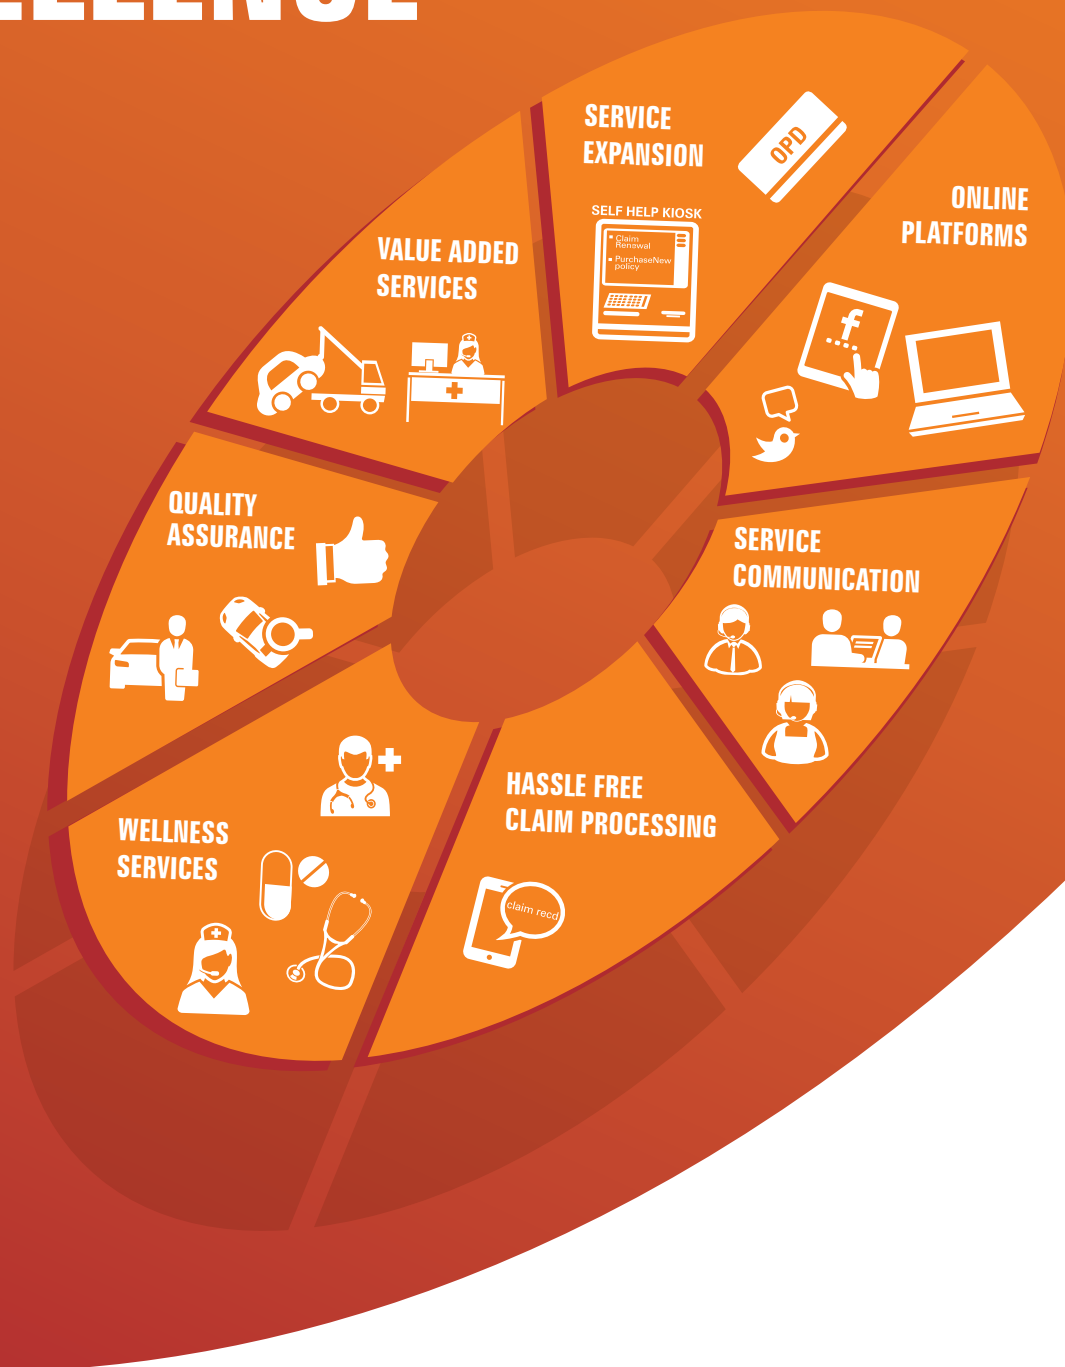 SERVICE
EXPANSION
OPD
SELF HELP KIOSK
Claim
Renewal
PurchaseNew
policy
ONLINE
PLATFORMS
f
VALUE ADDED
SERVICES
QUALITY
ASSURANCE
SERVICE
COMMUNICATION
WELLNESS
SERVICES
HASSLE FREE
CLAIM PROCESSING
claim recd